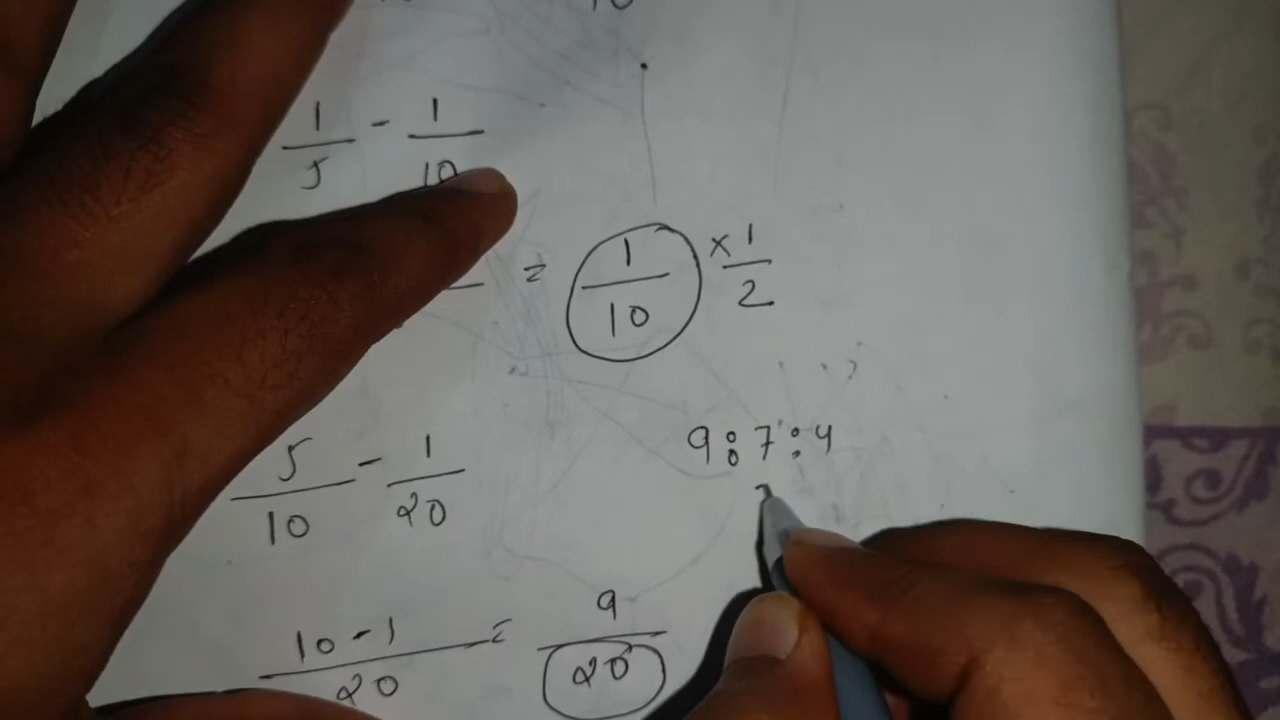 10
1/5 - 1/10
= 1/10 × 1/2
9 : 7 : 4
5/10 - 1/20
10-1/20 = 9/20